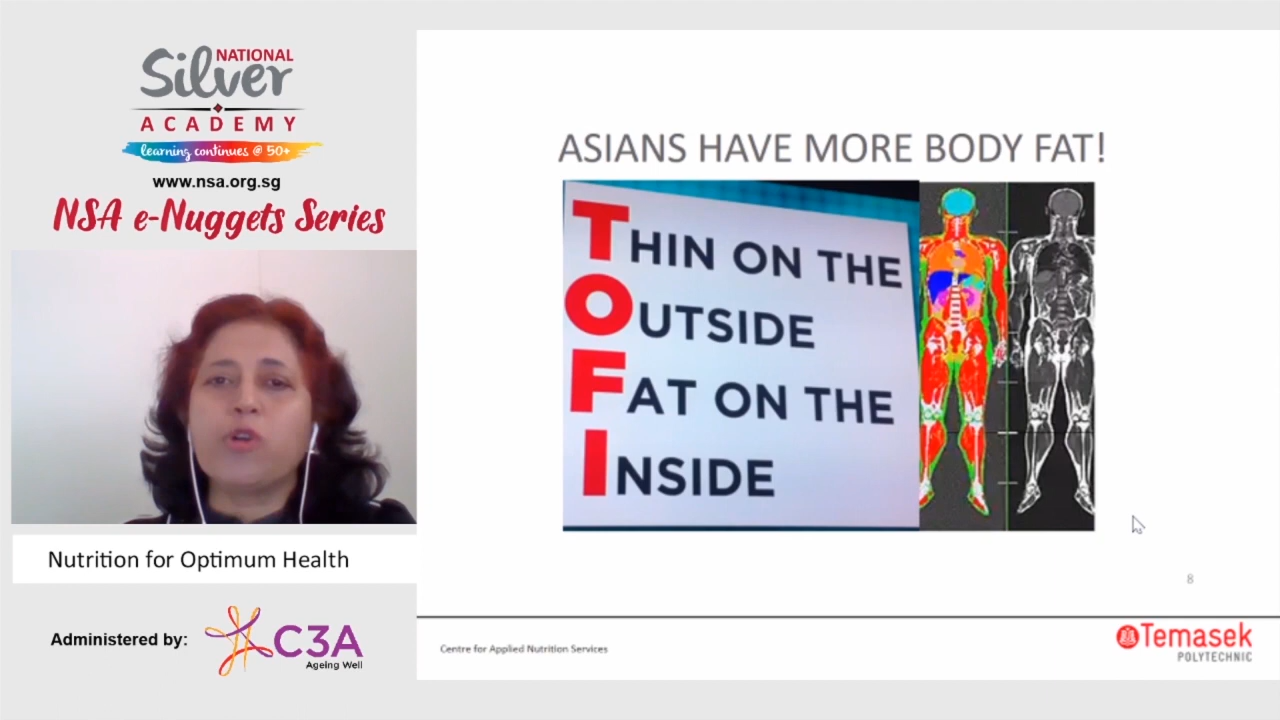 NATIONAL
Silver
ACADEMY
learning continues @ 50+
www.nsa.org.sg
NSA e-Nuggets Series
Nutrition for Optimum Health
Administered by:
C3A
Ageing Well
ASIANS HAVE MORE BODY FAT!
THIN ON THE
OUTSIDE
FAT ON THE
INSIDE
8
Centre for Applied Nutrition Services
Temasek
POLYTECHNIC